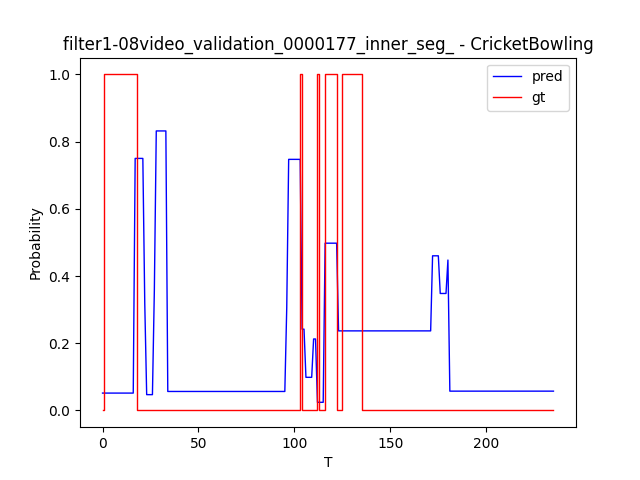 filter1-08video_validation_0000177_inner_seg_ - CricketBowling
pred
gt
1.0
0.8
0.6
0.4
0.2
0.0
Probability
0
50
100
150
200
T